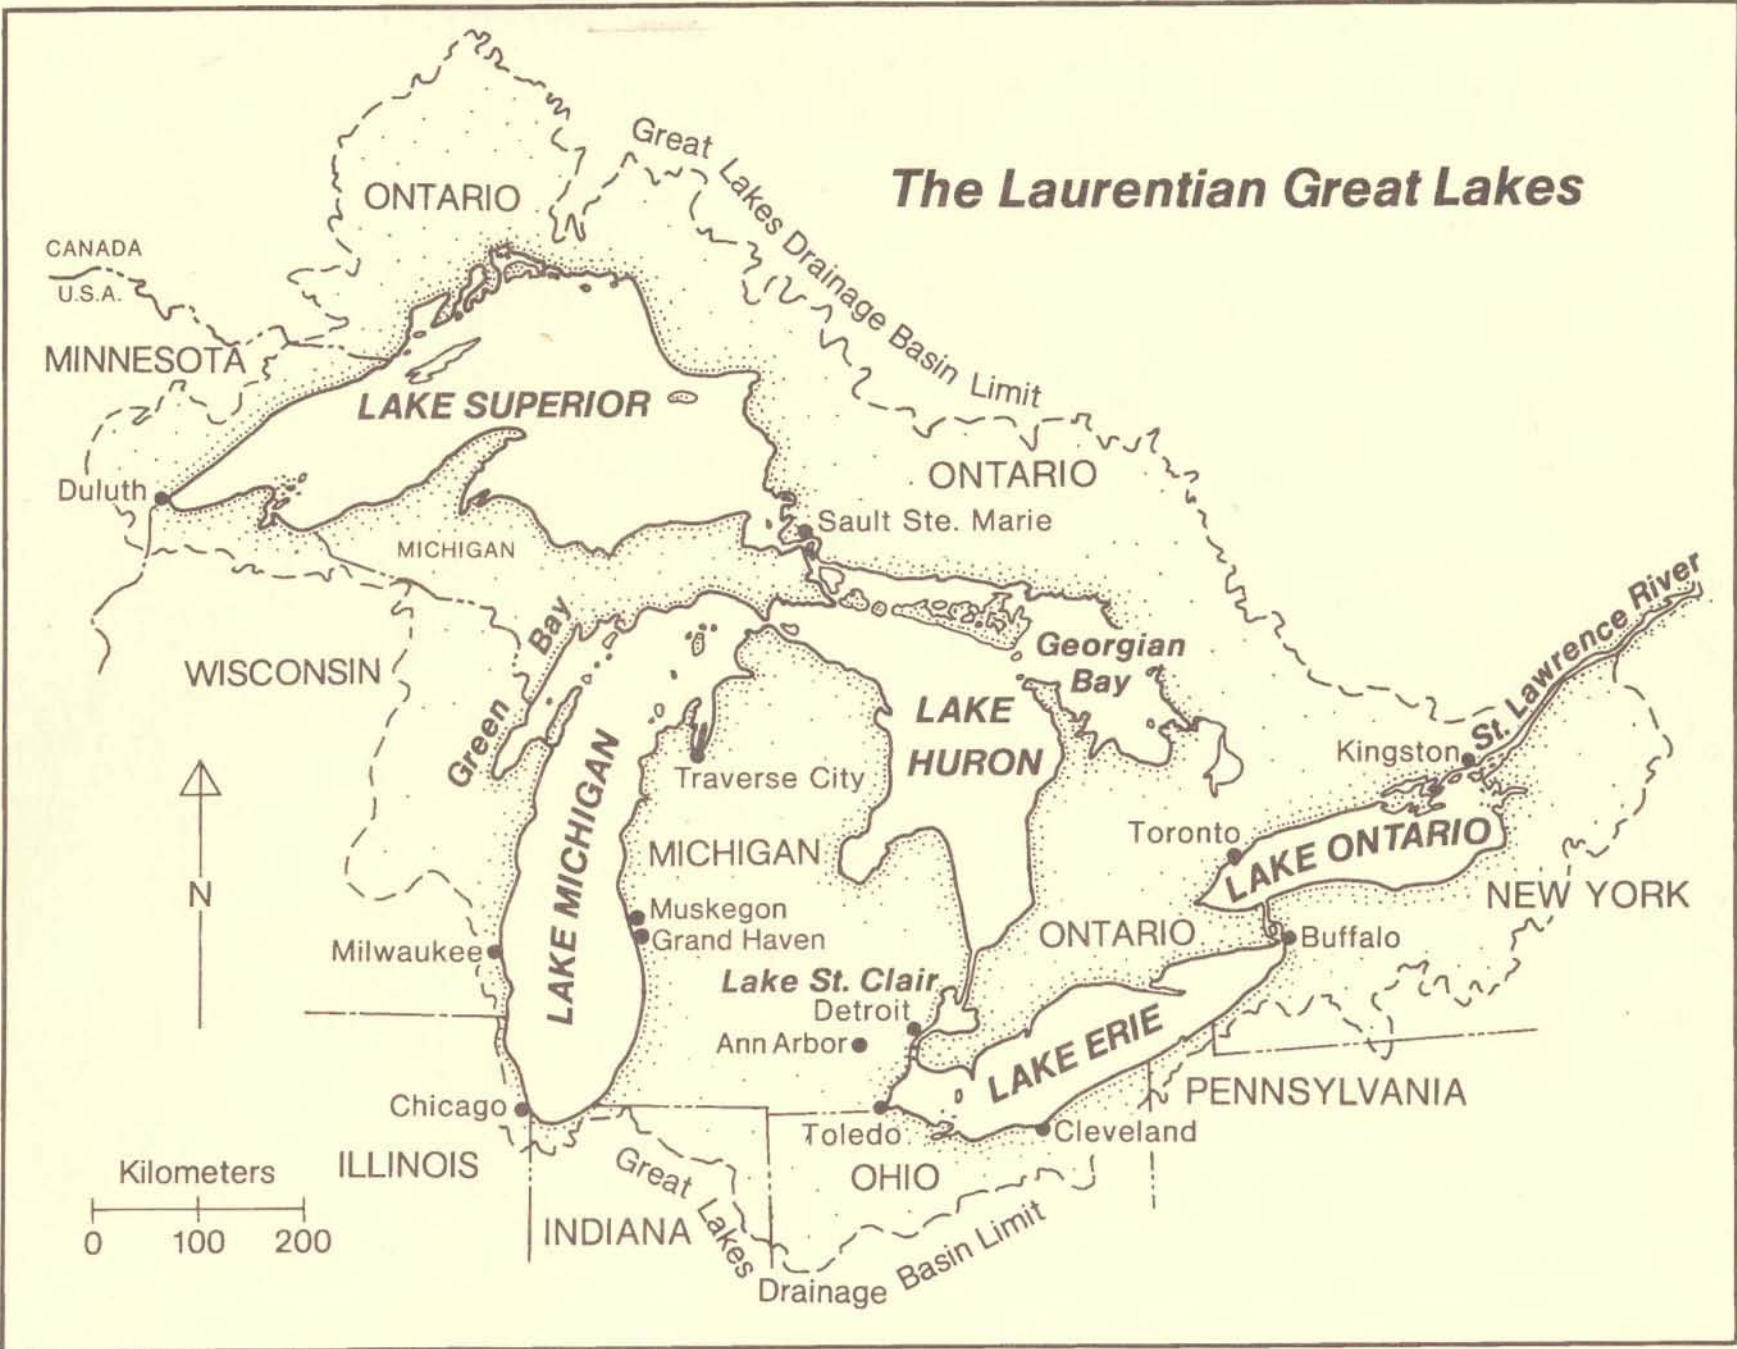 The Laurentian Great Lakes
Great Lakes Drainage Basin Limit
ONTARIO
CANADA
U.S.A.
MINNESOTA
LAKE SUPERIOR
ONTARIO
Duluth
Sault Ste. Marie
MICHIGAN
Green Bay
Georgian
Bay
WISCONSIN
St. Lawrence River
LAKE
HURON
Kingston
Traverse City
LAKE MICHIGAN
MICHIGAN
Toronto
LAKE ONTARIO
N
NEW YORK
Muskegon
Grand Haven
Milwaukee
ONTARIO
Buffalo
Lake St. Clair
Detroit
Ann Arbor
LAKE ERIE
PENNSYLVANIA
Chicago
Toledo
Cleveland
Kilometers
ILLINOIS
OHIO
0 100 200
INDIANA
Great Lakes Drainage Basin Limit